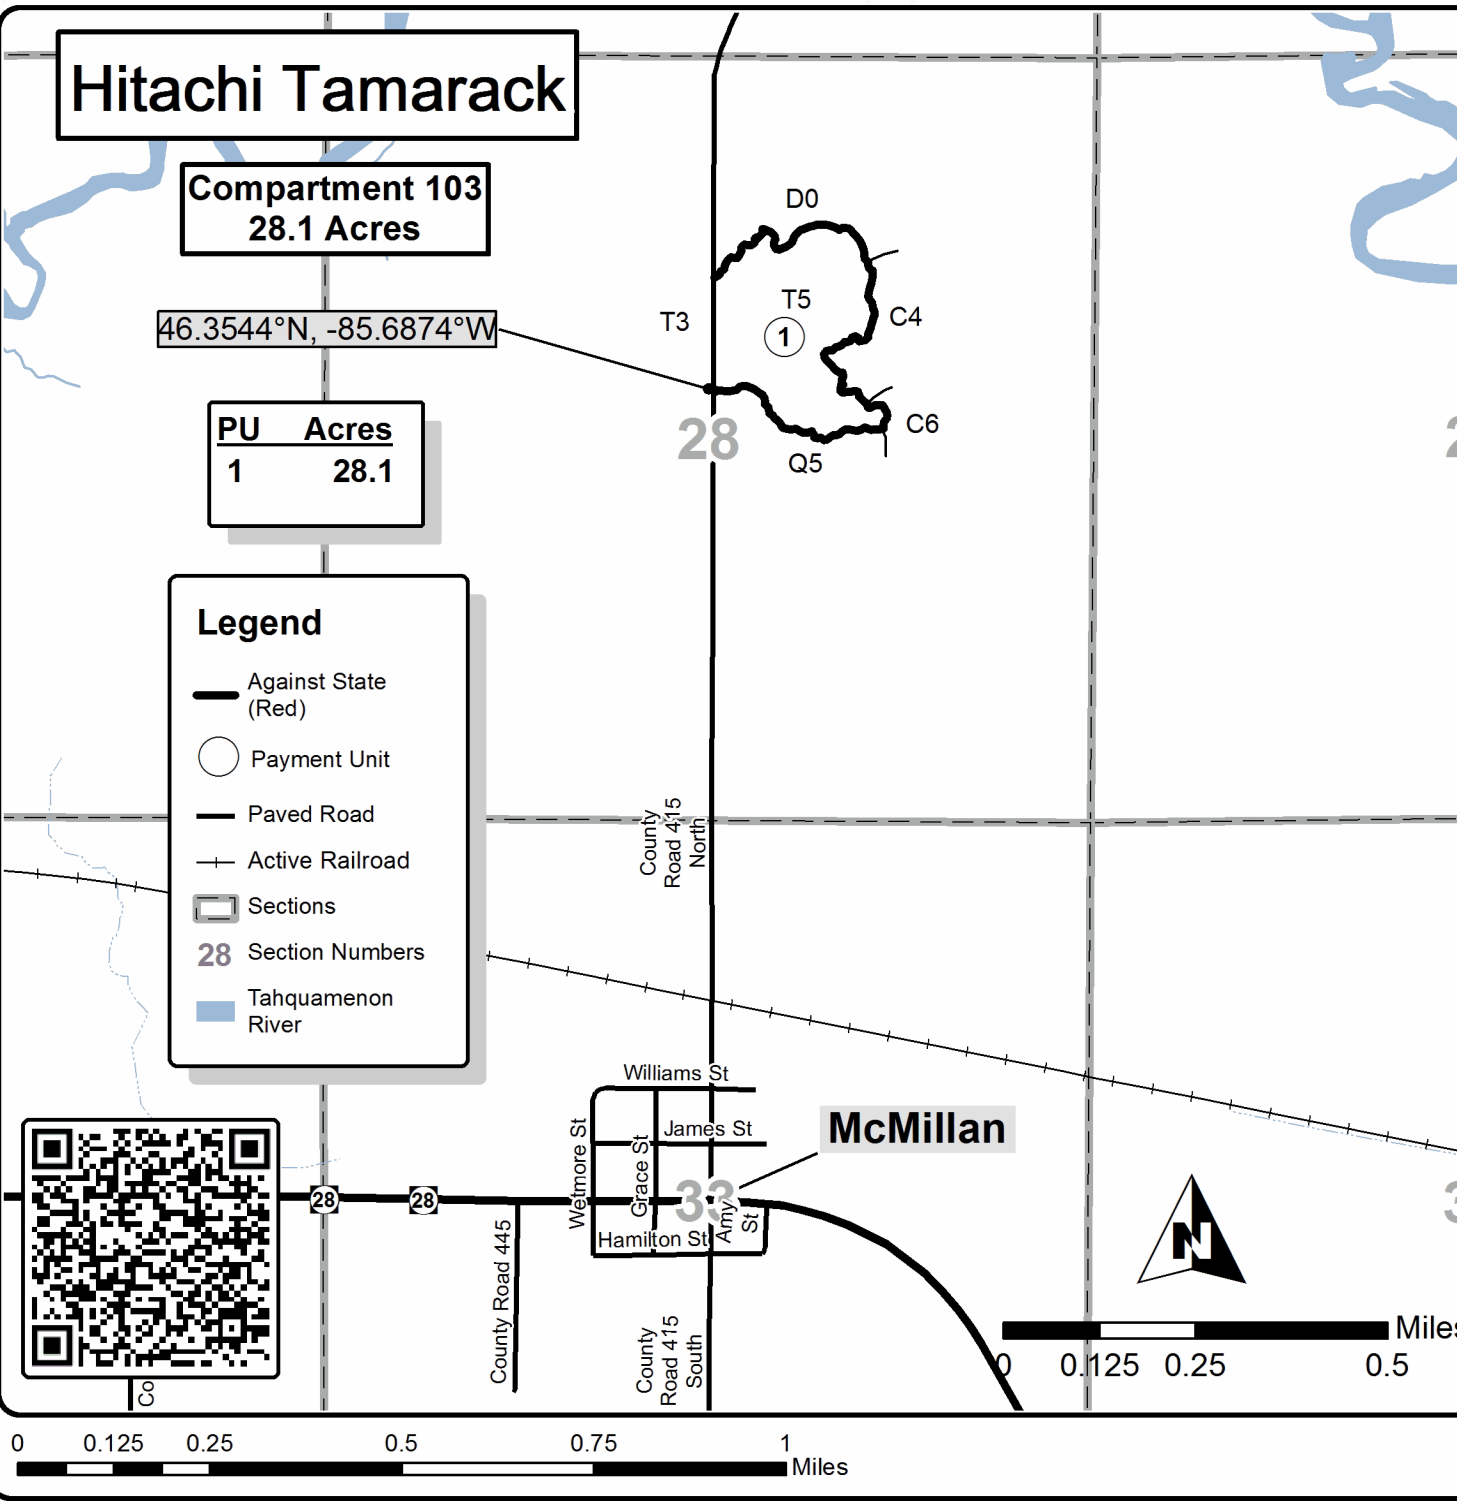 Hitachi Tamarack
Compartment 103
28.1 Acres
46.3544°N, -85.6874°W
PU Acres
1 28.1
D0
T5
T3
1
C4
C6
Q5
28
Legend
Against State
(Red)
Payment Unit
Paved Road
Active Railroad
Sections
28 Section Numbers
Tahquamenon
River
County
Road 415
North
Williams St
James St
Wetmore St
Grace St
McMillan
33
Amy
St
Hamilton St
28
28
County Road 445
County
Road 415
South
Co
N
Miles
0 0.125 0.25 0.5
0 0.125 0.25 0.5 0.75 1
Miles